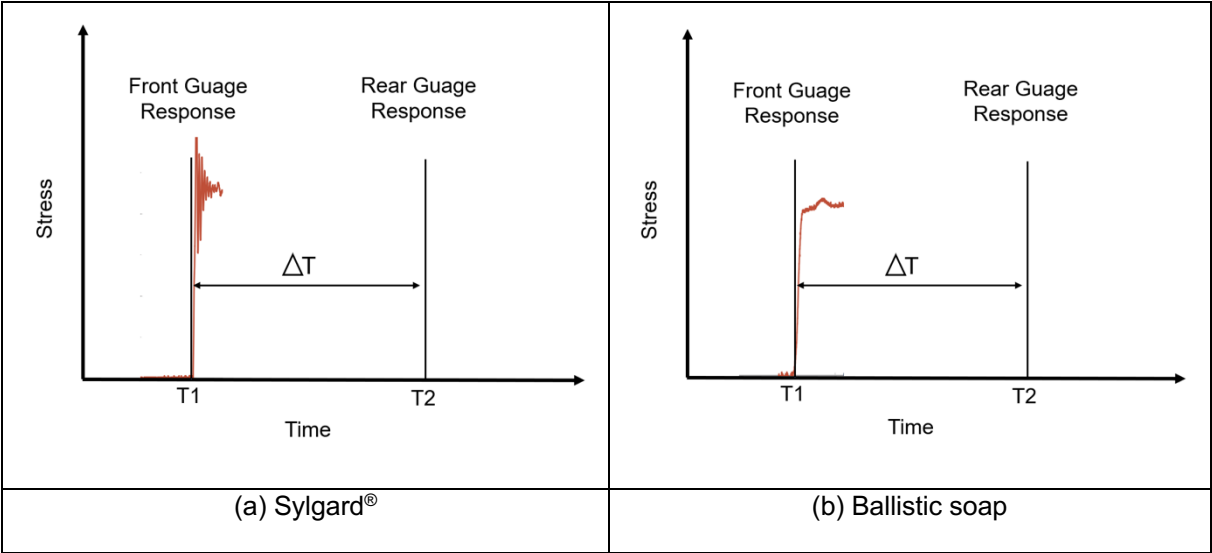 Front Guage
Response
Rear Guage
Response
Stress
△T
T1
T2
Time
(a) Sylgard®
Front Guage
Response
Rear Guage
Response
Stress
△T
T1
T2
Time
(b) Ballistic soap